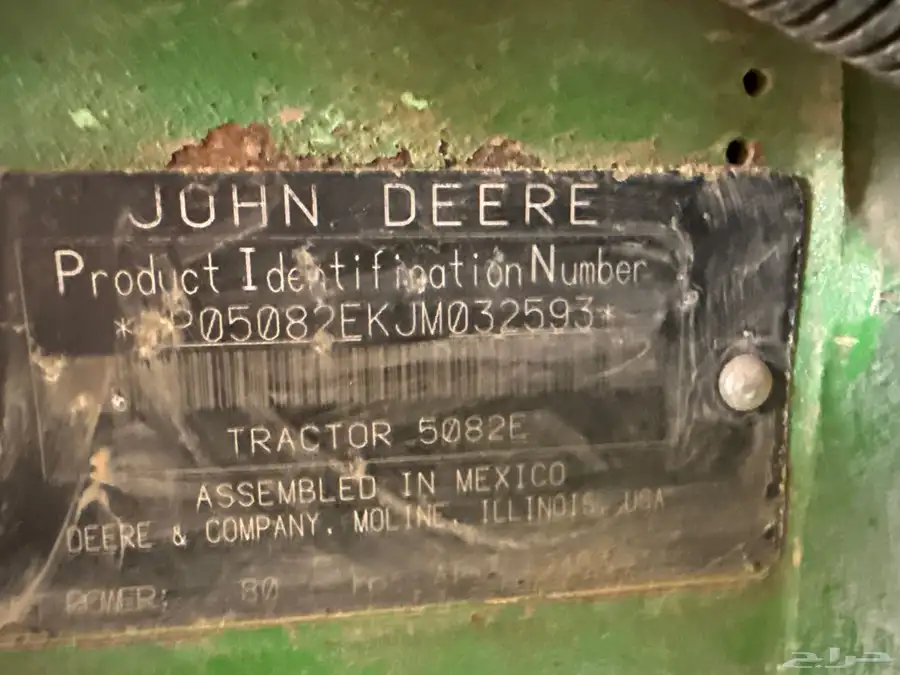 JOHN DEERE
Product Identification Number
*1P05082EKJM032593*
TRACTOR 5082E
ASSEMBLED IN MEXICO
DEERE & COMPANY, MOLINE, ILLINOIS, USA
POWER: 80
حراج